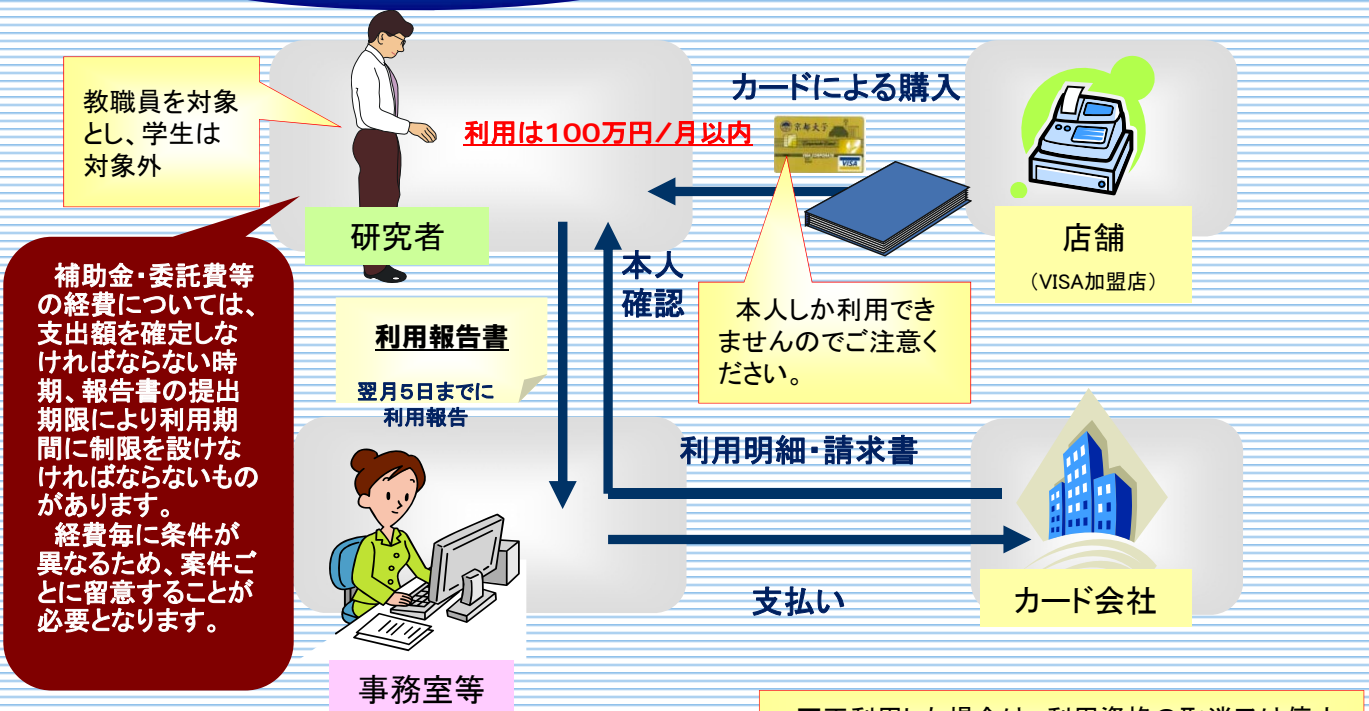 教職員を対象
とし、学生は
対象外
利用は100万円/月以内
カードによる購入
京都大学
VISA
研究者
店舗
(VISA加盟店)
補助金・委託費等
の経費については、
支出額を確定しな
ければならない時
期、報告書の提出
期限により利用期
間に制限を設けな
ければならないもの
があります。
経費毎に条件が
異なるため、案件ご
とに留意することが
必要となります。
本人
確認
本人しか利用でき
ませんのでご注意く
ださい。
利用報告書
翌月5日までに
利用報告
利用明細・請求書
支払い
カード会社
事務室等